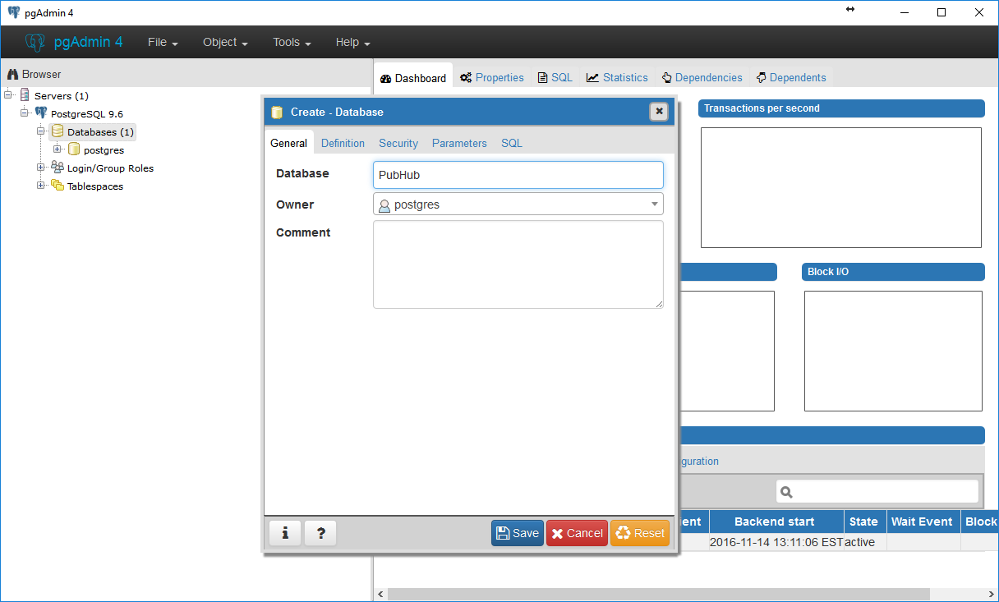 pgAdmin 4
pgAdmin 4 File Object Tools Help
Browser
Servers (1)
PostgreSQL 9.6
Databases (1)
postgres
Login/Group Roles
Tablespaces
Dashboard Properties SQL Statistics Dependencies Dependents
Transactions per second
Block I/O
guration
ient Backend start State Wait Event Block
2016-11-14 13:11:06 EST active
Create - Database
General Definition Security Parameters SQL
Database PubHub
Owner postgres
Comment
i ? Save Cancel Reset